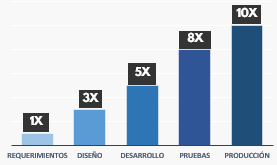 10X
8X
5X
3X
1X
REQUERIMIENTOS DISEÑO DESARROLLO PRUEBAS PRODUCCIÓN